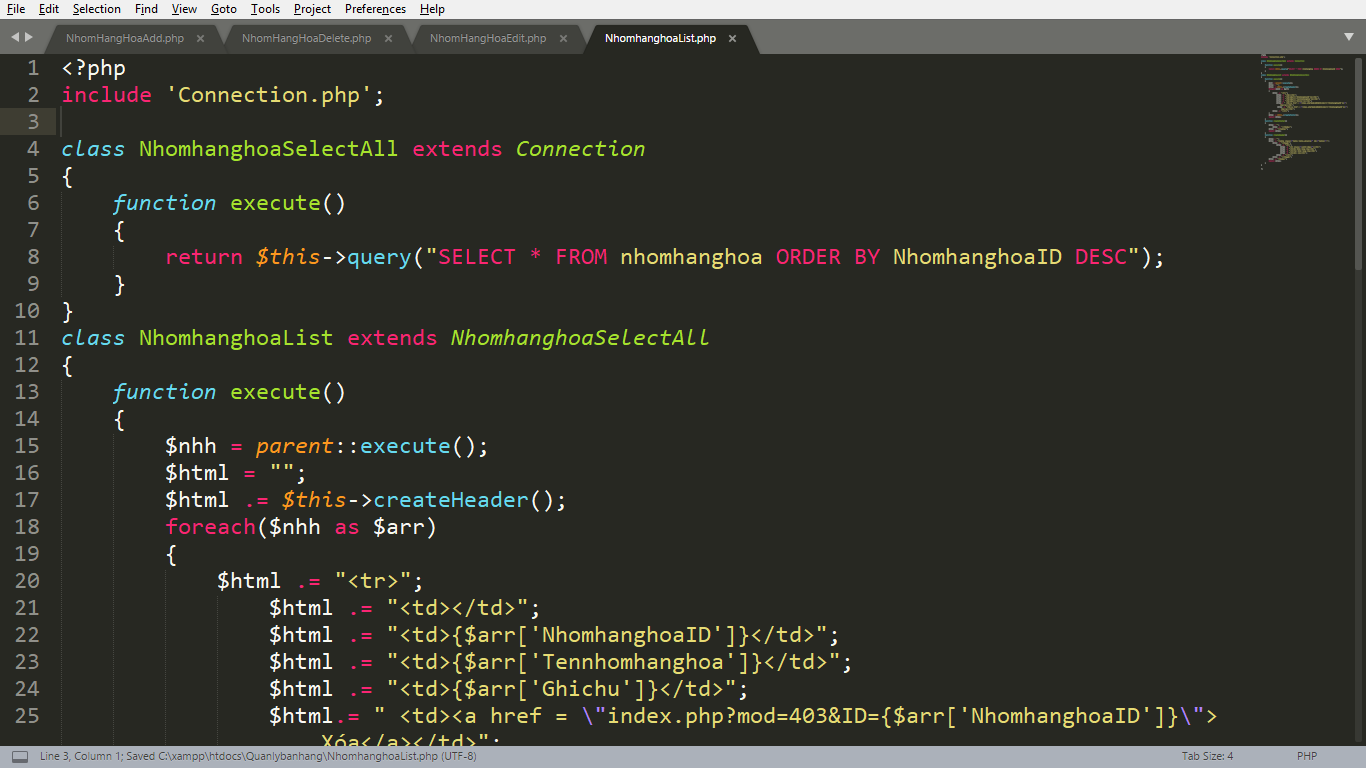 File Edit Selection Find View Goto Tools Project Preferences Help
NhomHangHoaAdd.php × NhomHangHoaDelete.php × NhomHangHoaEdit.php × NhomhanghoaList.php ×
1 <?php
2 include 'Connection.php';
3
4 class NhomhanghoaSelectAll extends Connection
5 {
6 function execute()
7 {
8 return $this->query("SELECT * FROM nhomhanghoa ORDER BY NhomhanghoaID DESC");
9 }
10 }
11 class NhomhanghoaList extends NhomhanghoaSelectAll
12 {
13 function execute()
14 {
15 $nhh = parent::execute();
16 $html = "";
17 $html .= $this->createHeader();
18 foreach($nhh as $arr)
19 {
20 $html .= "<tr>";
21 $html .= "<td></td>";
22 $html .= "<td>{$arr['NhomhanghoaID']}</td>";
23 $html .= "<td>{$arr['Tennhomhanghoa']}</td>";
24 $html .= "<td>{$arr['Ghichu']}</td>";
25 $html.= " <td><a href = \"index.php?mod=403&ID={$arr['NhomhanghoaID']}\">
Xóa</a></td>";
Line 3, Column 1; Saved C:\xampp\htdocs\Quanlybanhang\NhomhanghoaList.php (UTF-8) Tab Size: 4 PHP